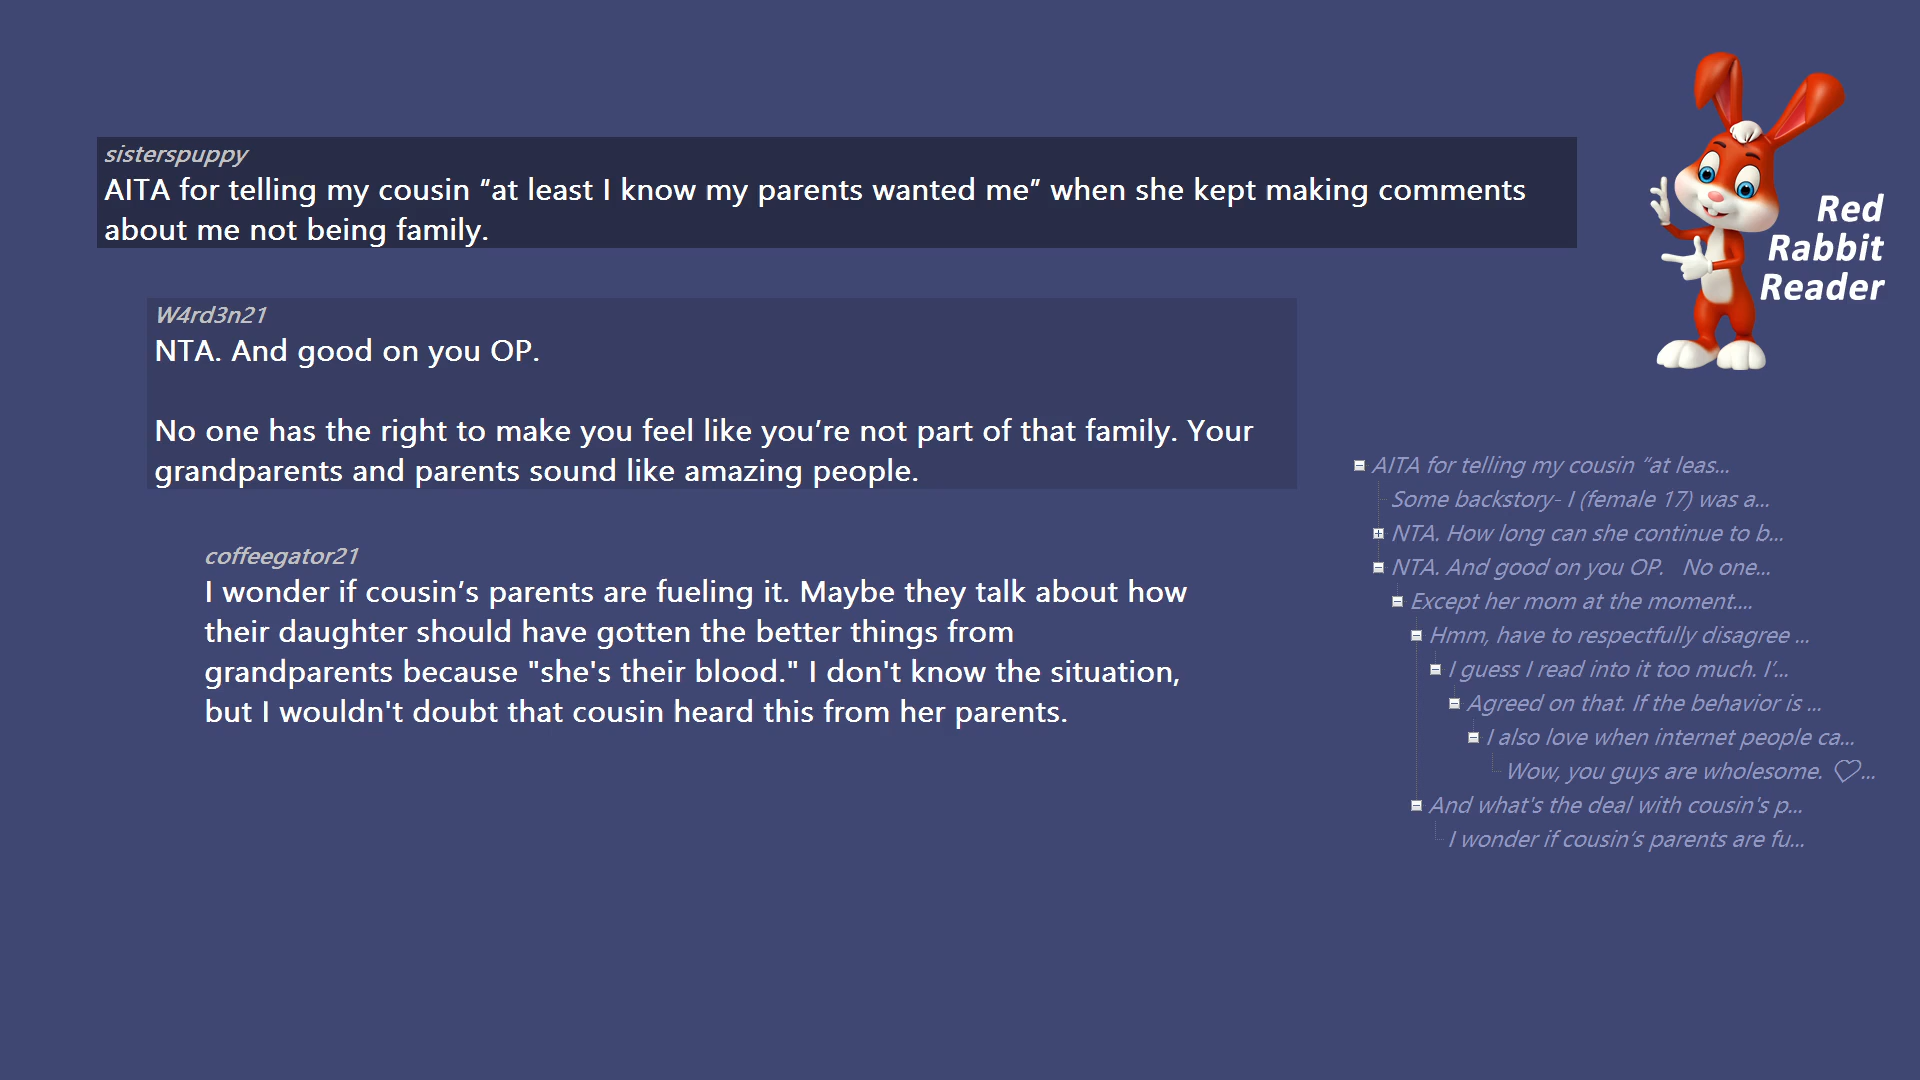 sisterspuppy
AITA for telling my cousin “at least I know my parents wanted me” when she kept making comments
about me not being family.
W4rd3n21
NTA. And good on you OP.
No one has the right to make you feel like you’re not part of that family. Your
grandparents and parents sound like amazing people.
coffeegator21
I wonder if cousin’s parents are fueling it. Maybe they talk about how
their daughter should have gotten the better things from
grandparents because "she's their blood." I don't know the situation,
but I wouldn't doubt that cousin heard this from her parents.
Red
Rabbit
Reader
AITA for telling my cousin “at leas...
Some backstory- I (female 17) was a...
NTA. How long can she continue to b...
NTA. And good on you OP.   No one...
Except her mom at the moment....
Hmm, have to respectfully disagree ...
I guess I read into it too much. I’...
Agreed on that. If the behavior is ...
I also love when internet people ca...
Wow, you guys are wholesome. ♡...
And what's the deal with cousin's p...
I wonder if cousin’s parents are fu...